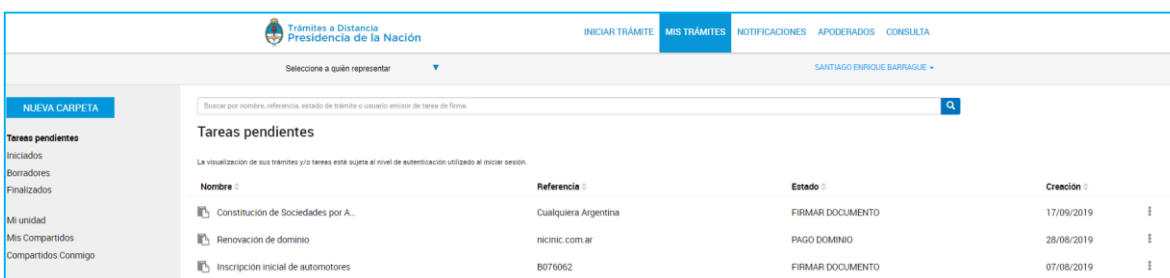 Trámites a Distancia
Presidencia de la Nación
INICIAR TRÁMITE MIS TRÁMITES NOTIFICACIONES APODERADOS CONSULTA
Seleccione a quién representar SANTIAGO ENRIQUE BARRAGUE
NUEVA CARPETA
Buscar por nombre, referencia, estado de trámite o usuario emisor de tarea de firma.
Tareas pendientes
Iniciados
Borradores
Finalizados
Mi unidad
Mis Compartidos
Compartidos Conmigo
Tareas pendientes
La visualización de sus trámites y/o tareas está sujeta al nivel de autenticación utilizado al iniciar sesión.
Nombre Referencia Estado Creación
Constitución de Sociedades por A... Cualquiera Argentina FIRMAR DOCUMENTO 17/09/2019
Renovación de dominio nicinic.com.ar PAGO DOMINIO 28/08/2019
Inscripción inicial de automotores B076062 FIRMAR DOCUMENTO 07/08/2019